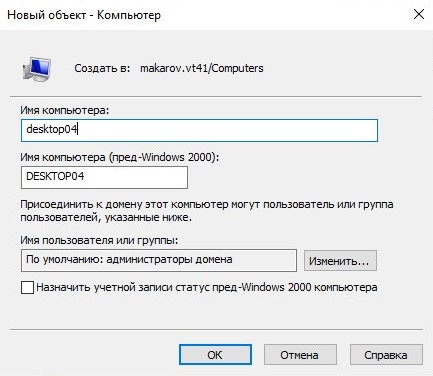 Новый объект - Компьютер
Создать в: makarov.vt41/Computers
Имя компьютера:
desktop04
Имя компьютера (пред-Windows 2000):
DESKTOP04
Присоединить к домену этот компьютер могут пользователь или группа
пользователей, указанные ниже.
Имя пользователя или группы:
По умолчанию: администраторы домена
Изменить...
Назначить учетной записи статус пред-Windows 2000 компьютера
ОК
Отмена
Справка